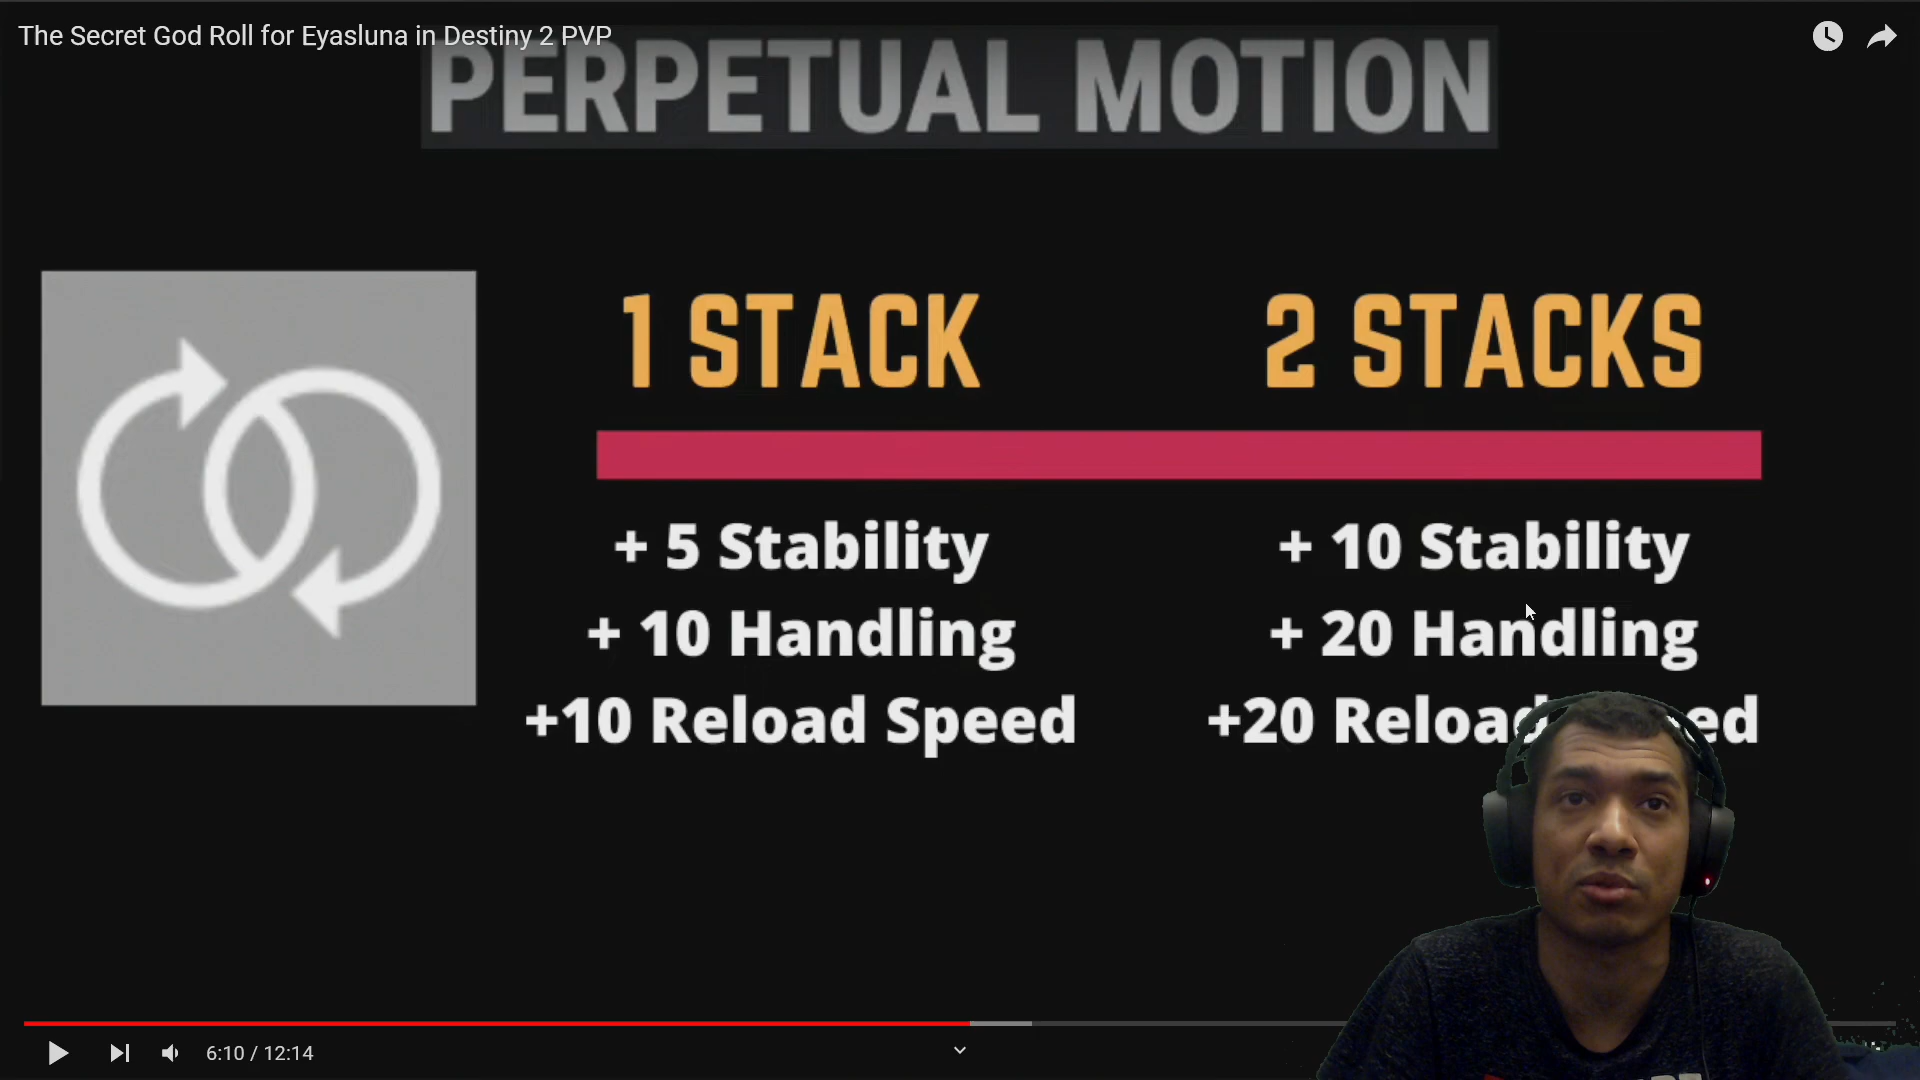 The Secret God Roll for Eyasluna in Destiny 2 PVP
PERPETUAL MOTION
1 STACK
2 STACKS
+ 5 Stability
+ 10 Stability
+ 10 Handling
+ 20 Handling
+10 Reload Speed
+20 Reload
6:10 / 12:14